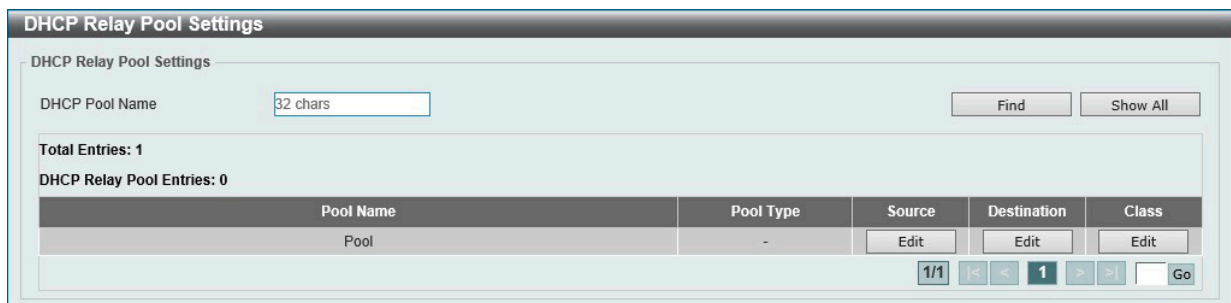 DHCP Relay Pool Settings
DHCP Relay Pool Settings
DHCP Pool Name 32 chars Find Show All
Total Entries: 1
DHCP Relay Pool Entries: 0
Pool Name Pool Type Source Destination Class
Pool - Edit Edit Edit
1/1 |< < 1 > >| Go